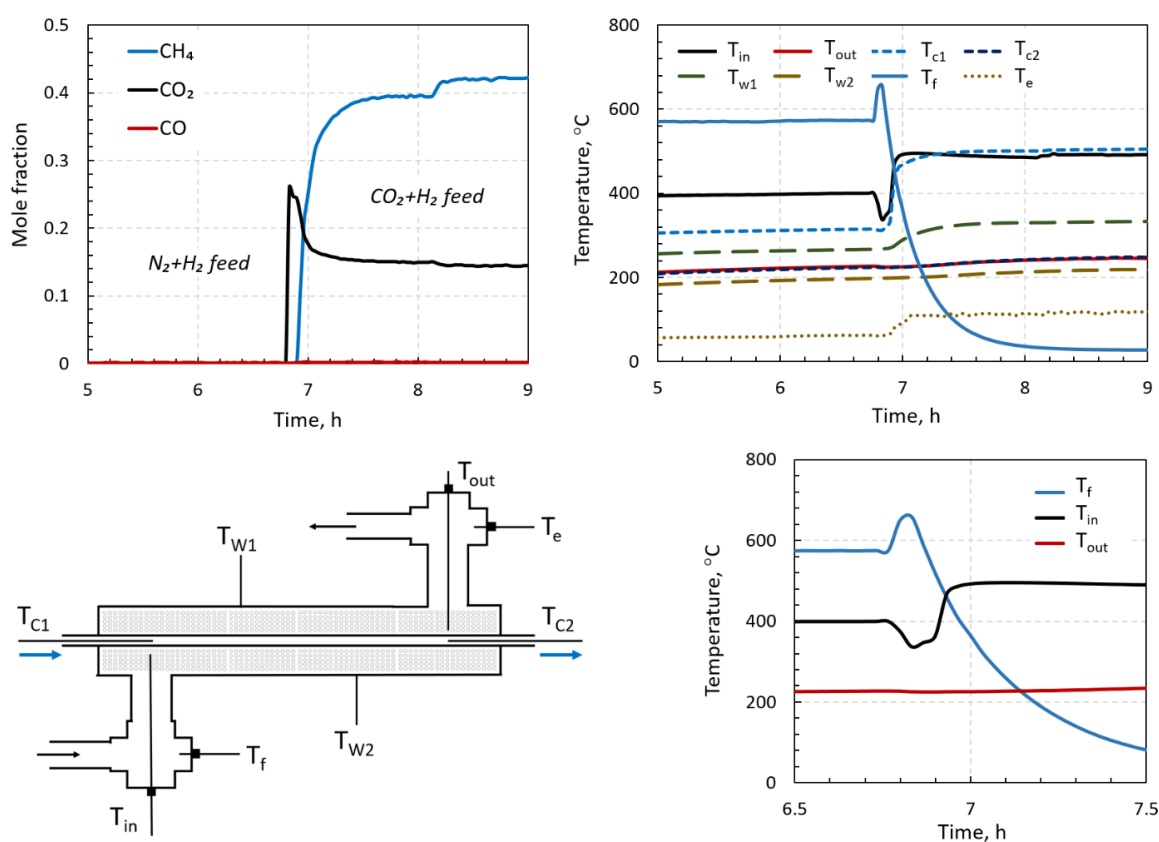 0.5
0.4
0.3
0.2
0.1
0
5 6 7 8 9
Mole fraction
Time, h
CH₄
CO₂
CO
CO₂+H₂ feed
N₂+H₂ feed
800
600
400
200
0
5 6 7 8 9
Temperature, °C
Time, h
T_in T_out T_c1 T_c2
T_w1 T_w2 T_f T_e
T_out
T_e
T_W1
T_C1
T_C2
T_W2
T_f
T_in
800
600
400
200
0
6.5 7 7.5
Temperature, °C
Time, h
T_f
T_in
T_out